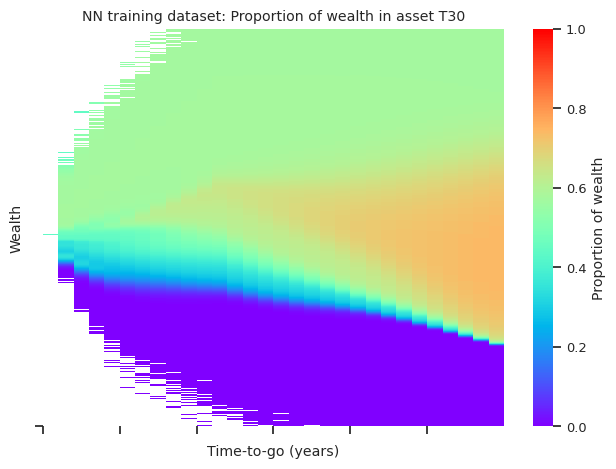 NN training dataset: Proportion of wealth in asset T30
Wealth
Time-to-go (years)
1.0
0.8
0.6
0.4
0.2
0.0
Proportion of wealth